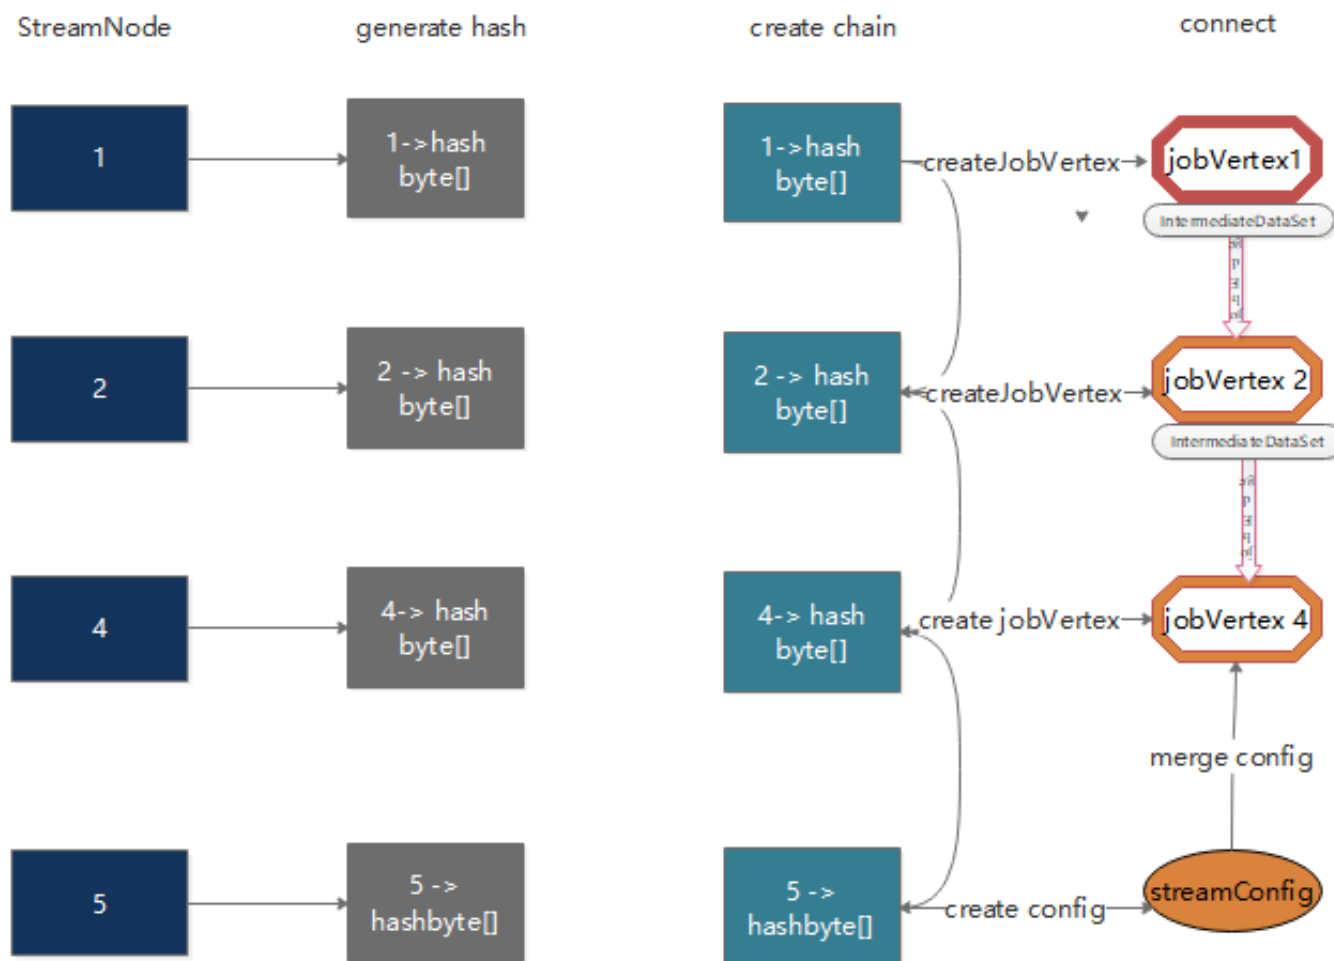 StreamNode
generate hash
create chain
connect
1
1->hash
byte[]
1->hash
byte[]
createJobVertex
jobVertex1
IntermediateDataSet
2
2 -> hash
byte[]
2 -> hash
byte[]
createJobVertex
jobVertex 2
IntermediateDataSet
4
4-> hash
byte[]
4-> hash
byte[]
create jobVertex
jobVertex 4
merge config
5
5 ->
hashbyte[]
5 ->
hashbyte[]
create config
streamConfig